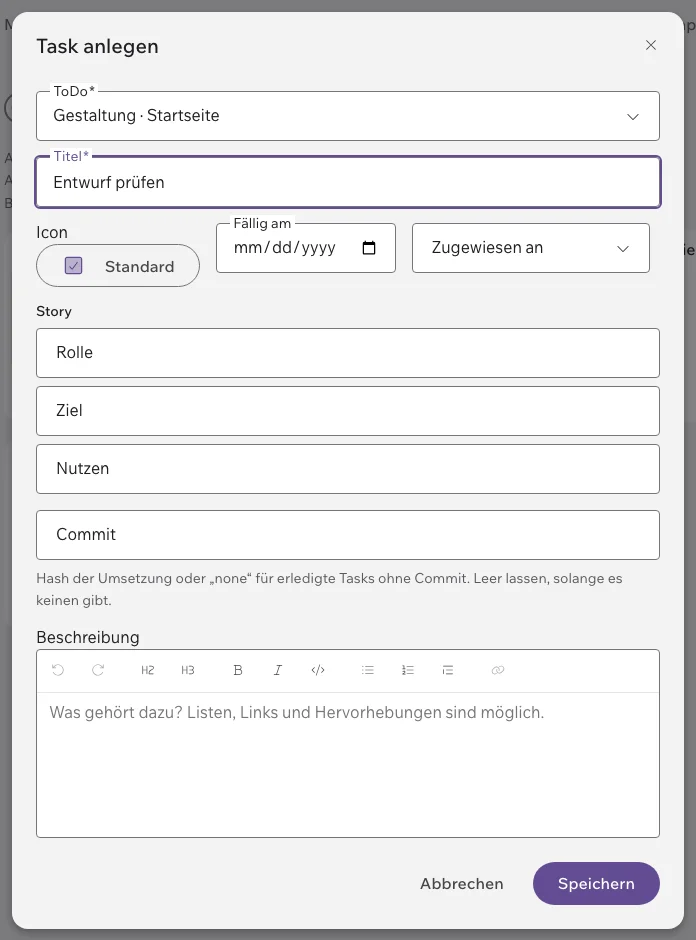 Task anlegen
ToDo*
Gestaltung · Startseite
Titel*
Entwurf prüfen
Icon
Standard
Fällig am
mm/dd/yyyy
Zugewiesen an
Story
Rolle
Ziel
Nutzen
Commit
Hash der Umsetzung oder „none“ für erledigte Tasks ohne Commit. Leer lassen, solange es
keinen gibt.
Beschreibung
H2 H3 B I </>
Was gehört dazu? Listen, Links und Hervorhebungen sind möglich.
Abbrechen
Speichern